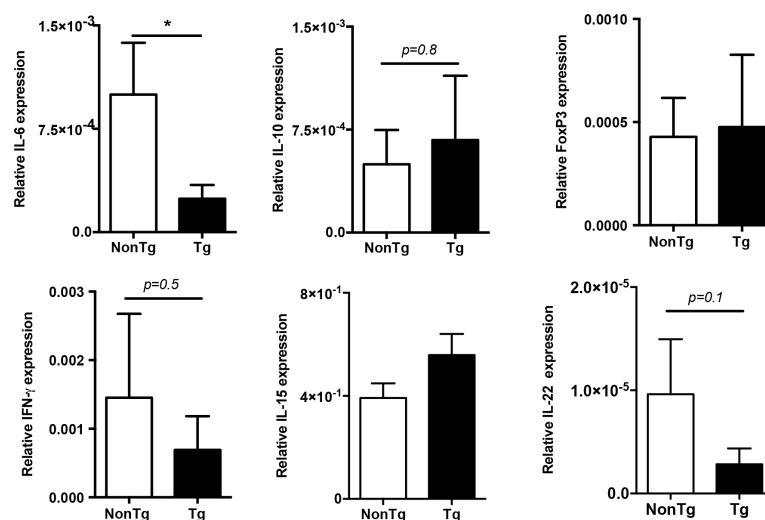 Relative IL-6 expression
1.5×10⁻³
7.5×10⁻⁴
0.0
*
NonTg Tg
Relative IL-10 expression
1.5×10⁻³
7.5×10⁻⁴
0.0
p=0.8
NonTg Tg
Relative FoxP3 expression
0.0010
0.0005
0.0000
NonTg Tg
Relative IFN-γ expression
0.003
0.002
0.001
0.000
p=0.5
NonTg Tg
Relative IL-15 expression
8×10⁻¹
4×10⁻¹
0
NonTg Tg
Relative IL-22 expression
2.0×10⁻⁵
1.0×10⁻⁵
0.0
p=0.1
NonTg Tg